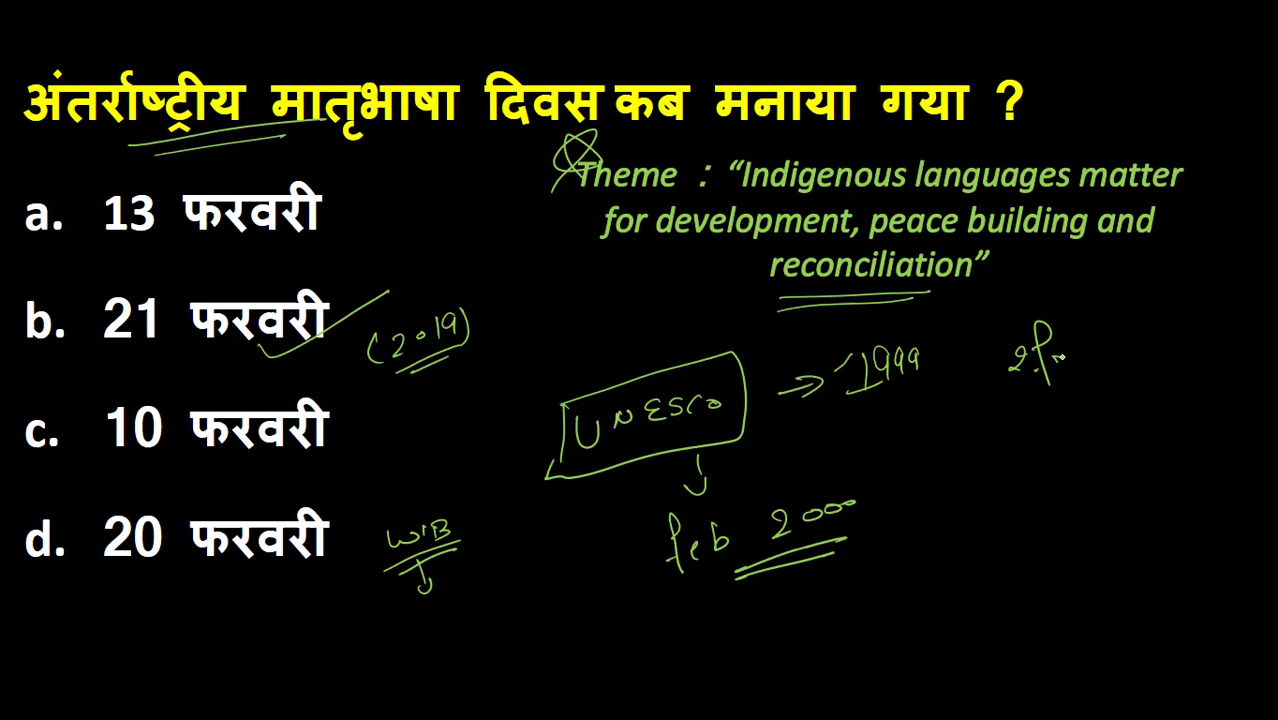 अंतर्राष्ट्रीय मातृभाषा दिवस कब मनाया गया ?
Theme : “Indigenous languages matter
for development, peace building and
reconciliation”
a. 13 फरवरी
b. 21 फरवरी
(2019)
c. 10 फरवरी
d. 20 फरवरी
UNESCO
1999
feb 2000